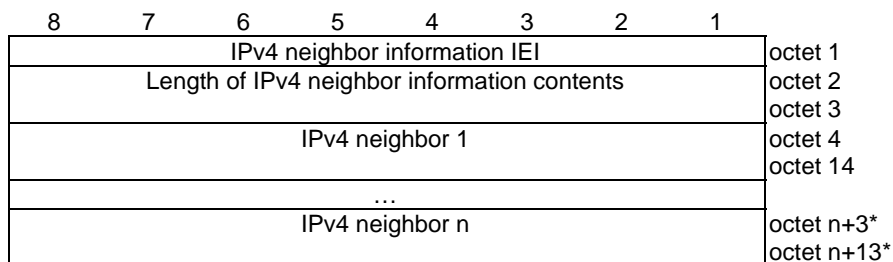 8 7 6 5 4 3 2 1
IPv4 neighbor information IEI octet 1
Length of IPv4 neighbor information contents octet 2
octet 3
IPv4 neighbor 1 octet 4
octet 14
…
IPv4 neighbor n octet n+3*
octet n+13*